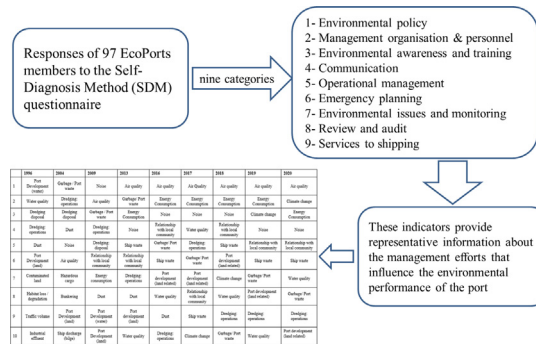 Responses of 97 EcoPorts
members to the Self-
Diagnosis Method (SDM)
questionnaire
nine categories
1- Environmental policy
2- Management organisation & personnel
3- Environmental awareness and training
4- Communication
5- Operational management
6- Emergency planning
7- Environmental issues and monitoring
8- Review and audit
9- Services to shipping
These indicators provide
representative information about
the management efforts that
influence the environmental
performance of the port
1996 2004 2009 2013 2016 2017 2018 2019 2020
1 Port Development (water) Garbage / Port waste Noise Air quality Air quality Air Quality Air quality Air quality Air quality
2 Water quality Dredging: operations Air quality Garbage/ Port waste Energy Consumption Energy Consumption Energy Consumption Energy Consumption Climate change
3 Dredging disposal Dredging disposal Garbage / Port waste Energy Consumption Noise Noise Noise Climate change Energy Consumption
4 Dredging: operations Dust Dredging: operations Noise Relationship with local community Water quality Relationship with local community Noise Noise
5 Dust Noise Dredging: disposal Ship waste Garbage/ Port waste Dredging: operations Ship waste Relationship with local community Relationship with local community
6 Port Development (land) Air quality Relationship with local community Relationship with local community Ship waste Garbage/ Port waste Port development (land related) Ship waste Ship waste
7 Contaminated land Hazardous cargo Energy consumption Dredging: operations Port development (land related) Port development (land related) Climate change Garbage/ Port waste Water quality
8 Habitat loss / degradation Bunkering Dust Dust Water quality Relationship with local community Water quality Port development (land related) Garbage/ Port waste
9 Traffic volume Port Development (land) Port Development (water) Port development (land) Dust Ship waste Dredging: operations Dredging: operations Dredging: operations
10 Industrial effluent Ship discharge (bilge) Port Development (land) Water quality Dredging: operations Climate change Garbage/ Port waste Water quality Port development (land related)